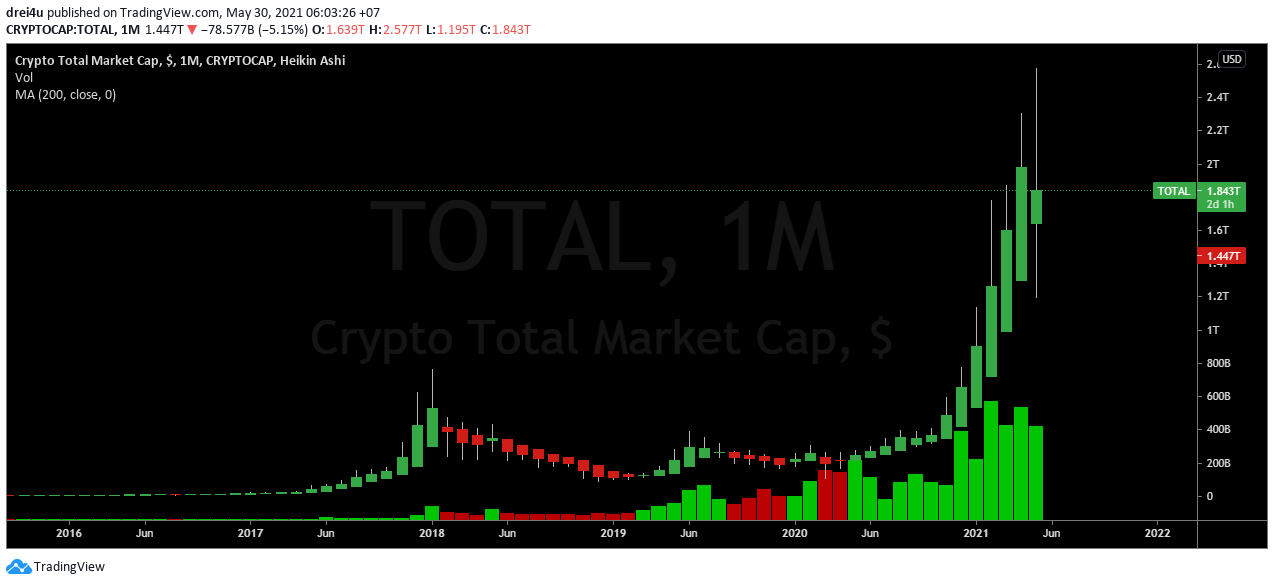 drei4u published on TradingView.com, May 30, 2021 06:03:26 +07
CRYPTOCAP:TOTAL, 1M 1.447T ▼ −78.577B (−5.15%) O:1.639T H:2.577T L:1.195T C:1.843T
Crypto Total Market Cap, $, 1M, CRYPTOCAP, Heikin Ashi
Vol
MA (200, close, 0)
USD
2.4T
2.2T
2T
TOTAL 1.843T
2d 1h
1.6T
1.447T
1.2T
1T
800B
600B
400B
200B
0
TOTAL, 1M
Crypto Total Market Cap, $
2016 Jun 2017 Jun 2018 Jun 2019 Jun 2020 Jun 2021 Jun 2022
TradingView